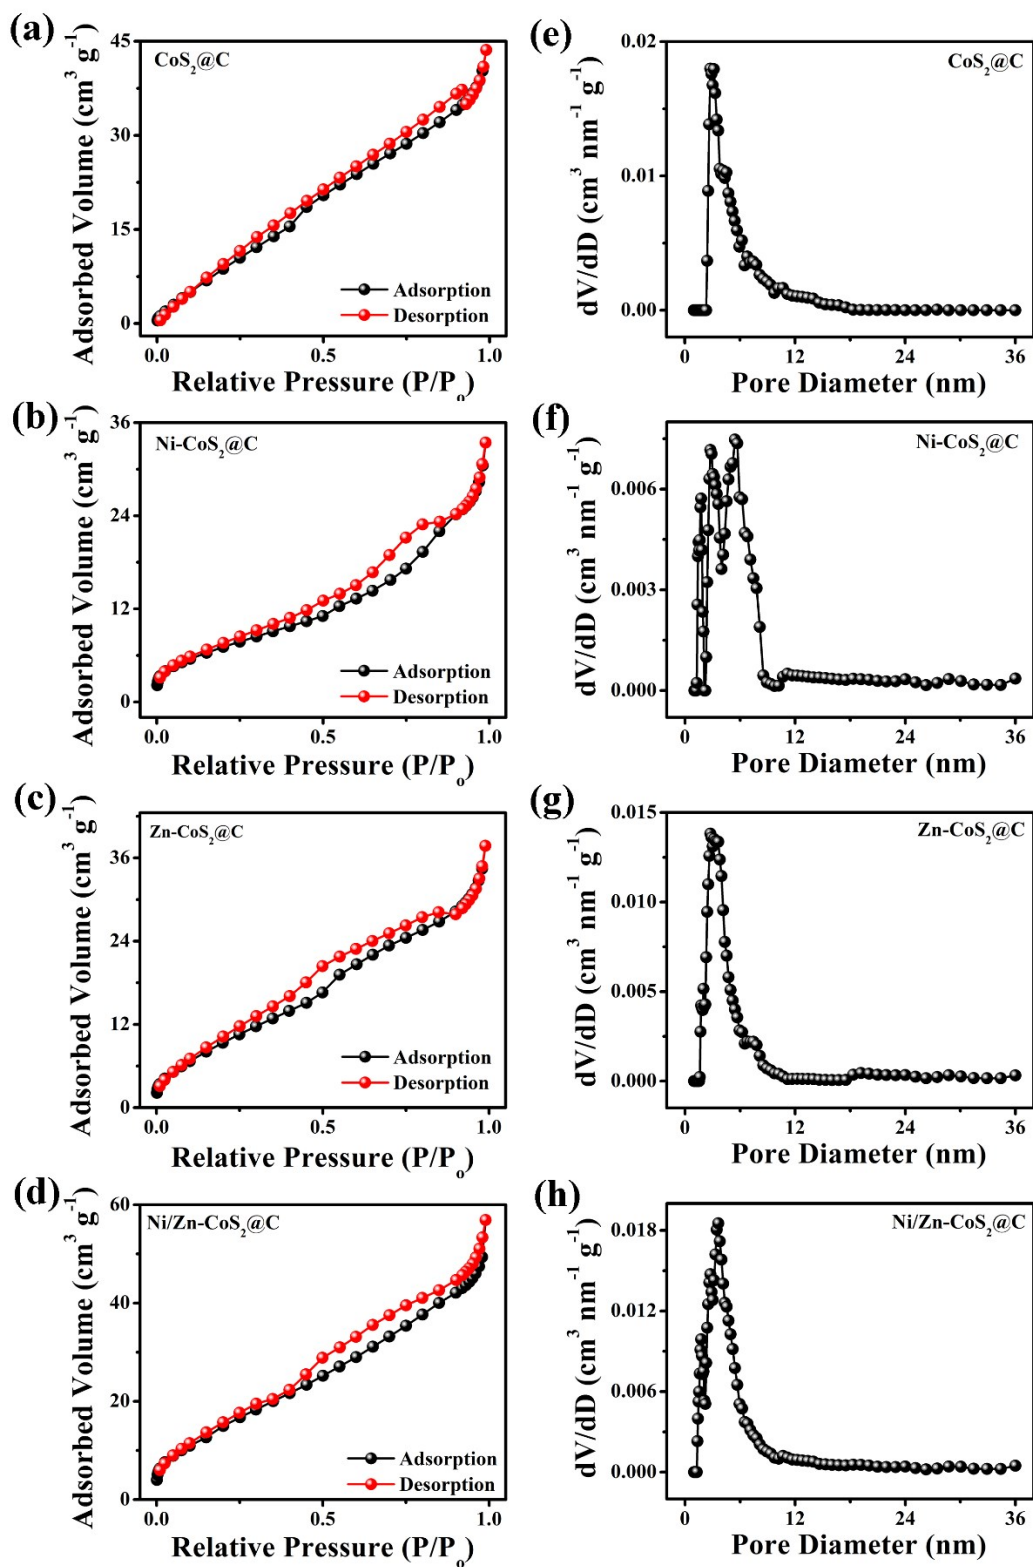 (a)
CoS₂@C
Adsorbed Volume (cm³ g⁻¹)
45
30
15
0
Adsorption
Desorption
0.0 0.5 1.0
Relative Pressure (P/Pₒ)
(e)
CoS₂@C
dV/dD (cm³ nm⁻¹ g⁻¹)
0.02
0.01
0.00
0 12 24 36
Pore Diameter (nm)
(b)
Ni-CoS₂@C
Adsorbed Volume (cm³ g⁻¹)
36
24
12
0
Adsorption
Desorption
0.0 0.5 1.0
Relative Pressure (P/Pₒ)
(f)
Ni-CoS₂@C
dV/dD (cm³ nm⁻¹ g⁻¹)
0.006
0.003
0.000
0 12 24 36
Pore Diameter (nm)
(c)
Zn-CoS₂@C
Adsorbed Volume (cm³ g⁻¹)
36
24
12
0
Adsorption
Desorption
0.0 0.5 1.0
Relative Pressure (P/Pₒ)
(g)
Zn-CoS₂@C
dV/dD (cm³ nm⁻¹ g⁻¹)
0.015
0.010
0.005
0.000
0 12 24 36
Pore Diameter (nm)
(d)
Ni/Zn-CoS₂@C
Adsorbed Volume (cm³ g⁻¹)
60
40
20
0
Adsorption
Desorption
0.0 0.5 1.0
Relative Pressure (P/Pₒ)
(h)
Ni/Zn-CoS₂@C
dV/dD (cm³ nm⁻¹ g⁻¹)
0.018
0.012
0.006
0.000
0 12 24 36
Pore Diameter (nm)